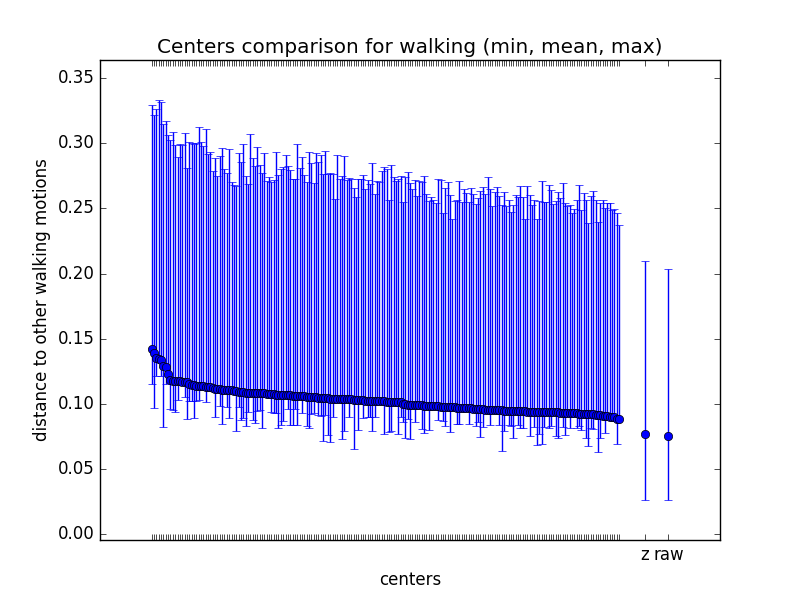 Centers comparison for walking (min, mean, max)
distance to other walking motions
0.35
0.30
0.25
0.20
0.15
0.10
0.05
0.00
z raw
centers